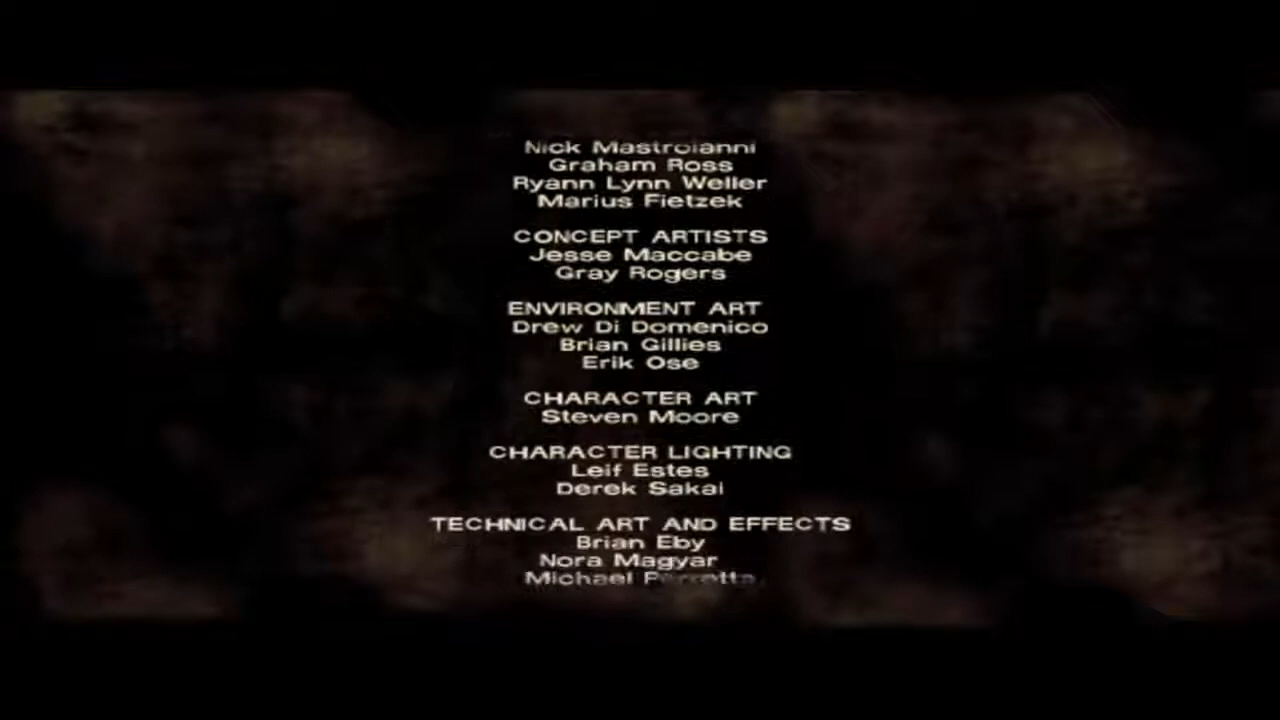 Nick Mastroianni
Graham Ross
Ryann Lynn Weller
Marius Fietzek
CONCEPT ARTISTS
Jesse Maccabe
Gray Rogers
ENVIRONMENT ART
Drew Di Domenico
Brian Gillies
Erik Ose
CHARACTER ART
Steven Moore
CHARACTER LIGHTING
Leif Estes
Derek Sakai
TECHNICAL ART AND EFFECTS
Brian Eby
Nora Magyar
Michael